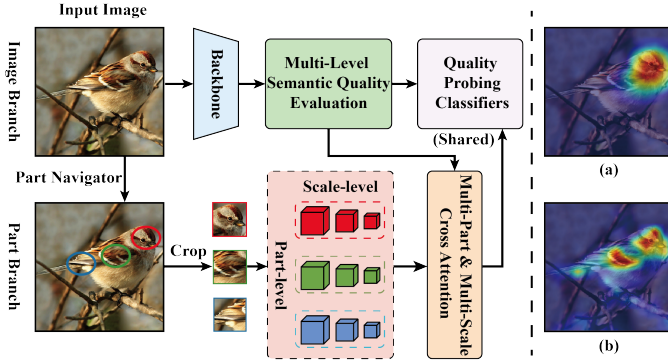 Input Image
Image Branch
Backbone
Multi-Level
Semantic Quality
Evaluation
Quality
Probing
Classifiers
(Shared)
(a)
Part Navigator
Part Branch
Crop
Scale-level
Part-level
Multi-Part & Multi-Scale
Cross Attention
(b)